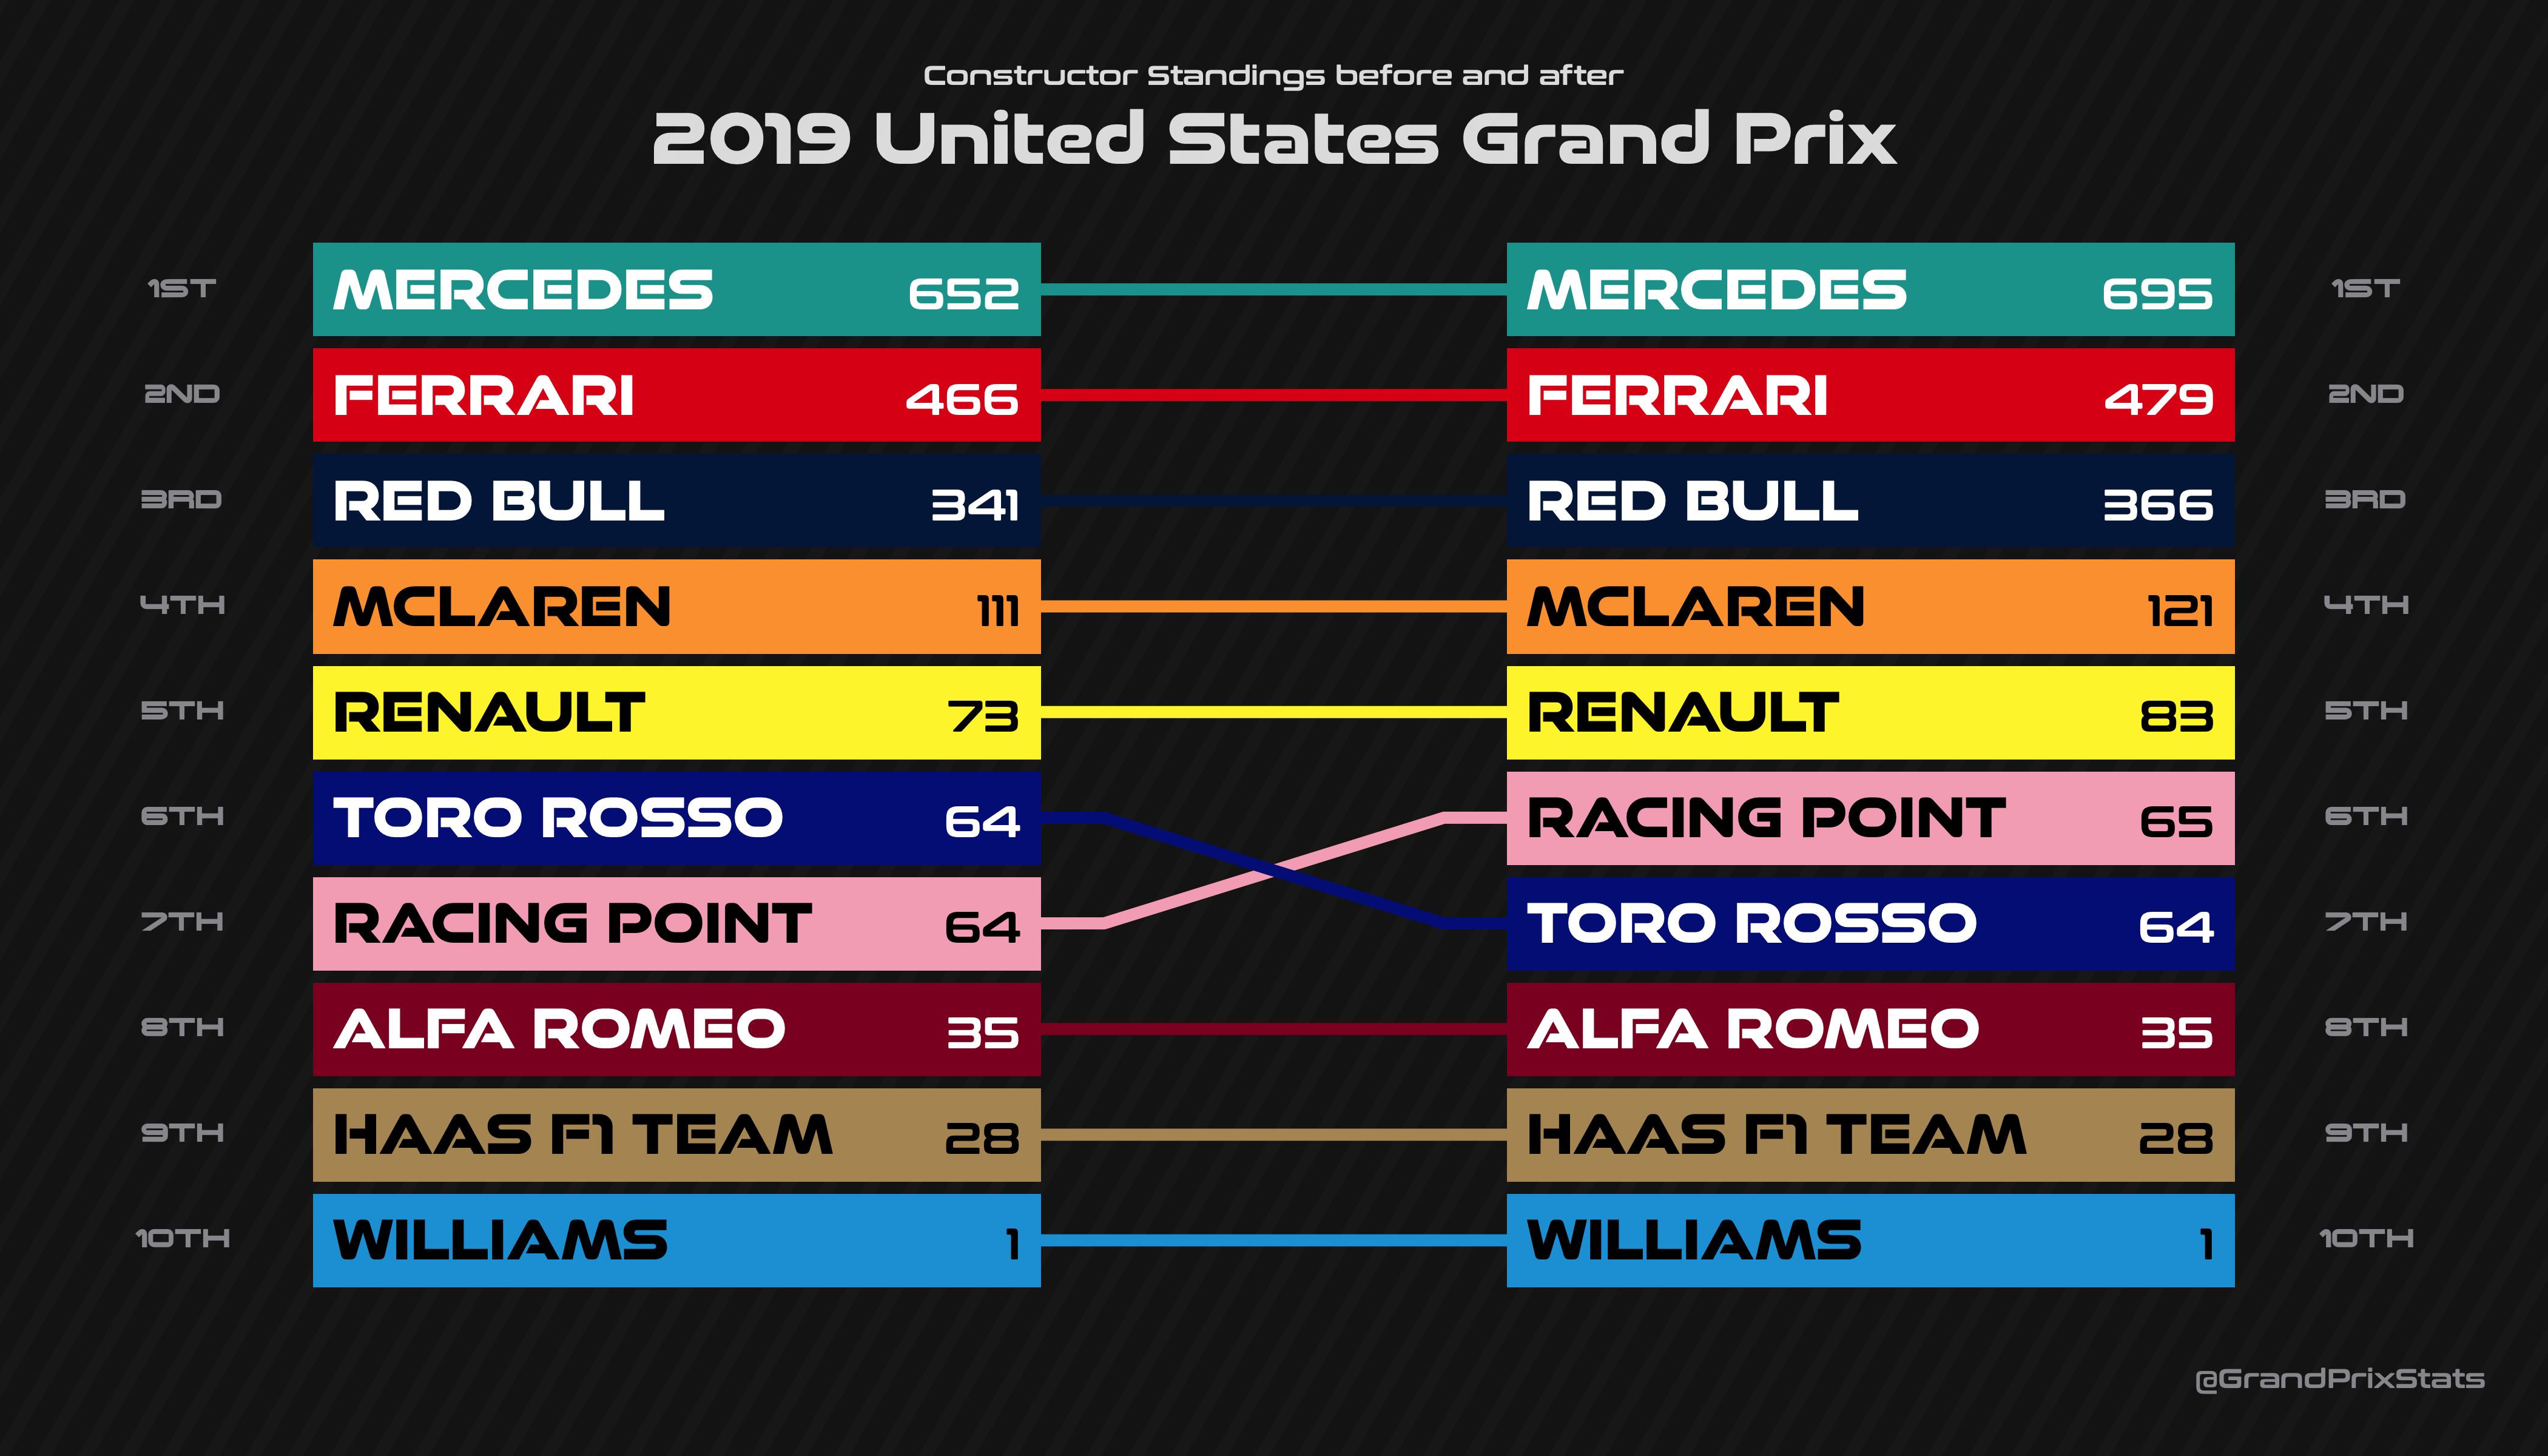 Constructor Standings before and after
2019 United States Grand Prix
1ST MERCEDES 652 MERCEDES 695 1ST
2ND FERRARI 466 FERRARI 479 2ND
3RD RED BULL 341 RED BULL 366 3RD
4TH MCLAREN 111 MCLAREN 121 4TH
5TH RENAULT 73 RENAULT 83 5TH
6TH TORO ROSSO 64 RACING POINT 65 6TH
7TH RACING POINT 64 TORO ROSSO 64 7TH
8TH ALFA ROMEO 35 ALFA ROMEO 35 8TH
9TH HAAS F1 TEAM 28 HAAS F1 TEAM 28 9TH
10TH WILLIAMS 1 WILLIAMS 1 10TH
@GrandPrixStats